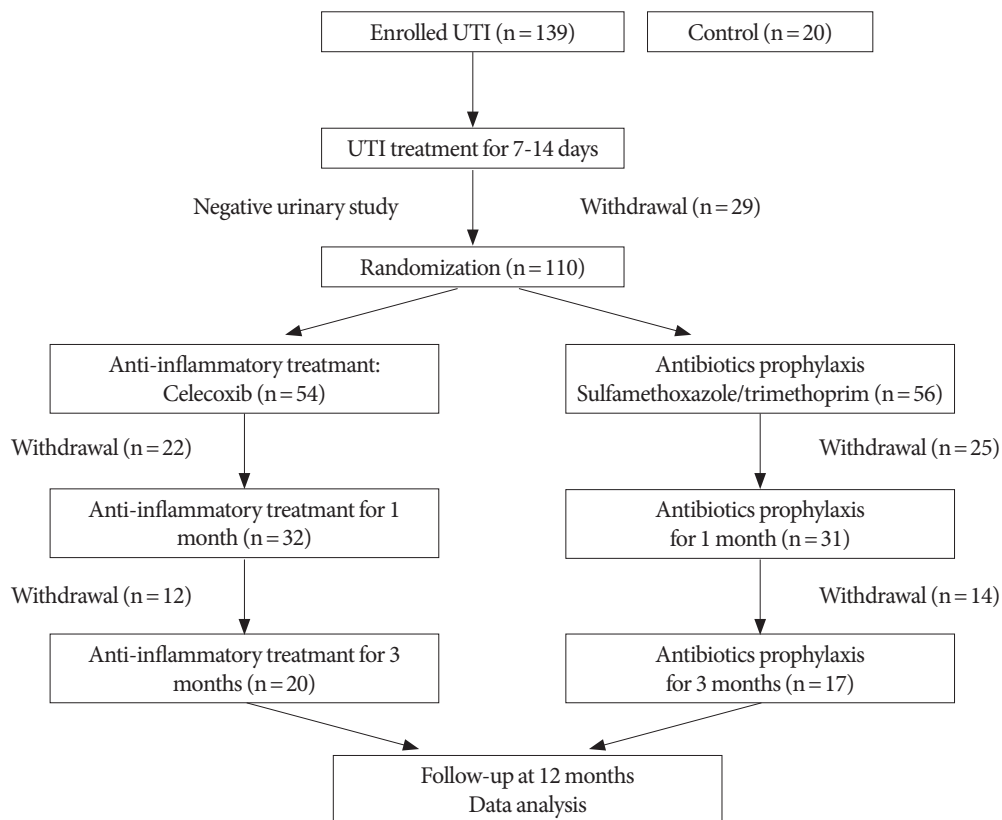 Enrolled UTI (n=139)
Control (n=20)
UTI treatment for 7-14 days
Negative urinary study
Withdrawal (n=29)
Randomization (n=110)
Anti-inflammatory treatmant:
Celecoxib (n=54)
Antibiotics prophylaxis
Sulfamethoxazole/trimethoprim (n=56)
Withdrawal (n=22)
Withdrawal (n=25)
Anti-inflammatory treatmant for 1
month (n=32)
Antibiotics prophylaxis
for 1 month (n=31)
Withdrawal (n=12)
Withdrawal (n=14)
Anti-inflammatory treatmant for 3
months (n=20)
Antibiotics prophylaxis
for 3 months (n=17)
Follow-up at 12 months
Data analysis